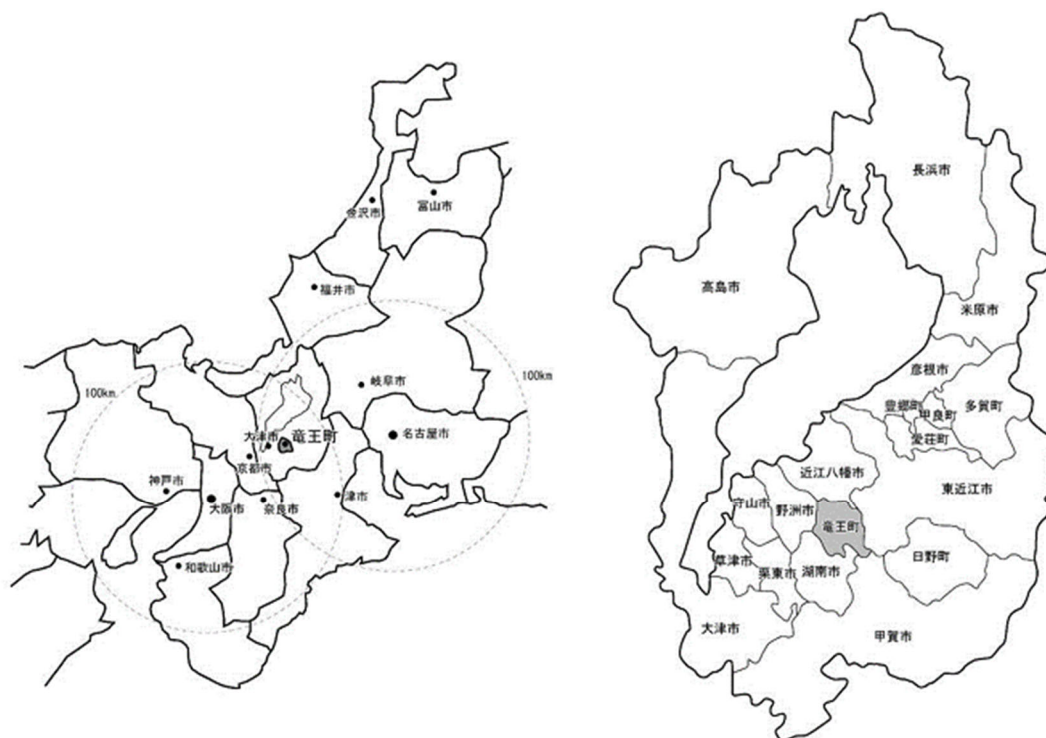 金沢市
富山市
福井市
岐阜市
100km
100km
大津市
竜王町
名古屋市
京都市
神戸市
大阪市
奈良市
津市
和歌山市
長浜市
高島市
米原市
彦根市
豊郷町
甲良町
多賀町
愛荘町
近江八幡市
東近江市
守山市
野洲市
竜王町
草津市
栗東市
湖南市
日野町
大津市
甲賀市